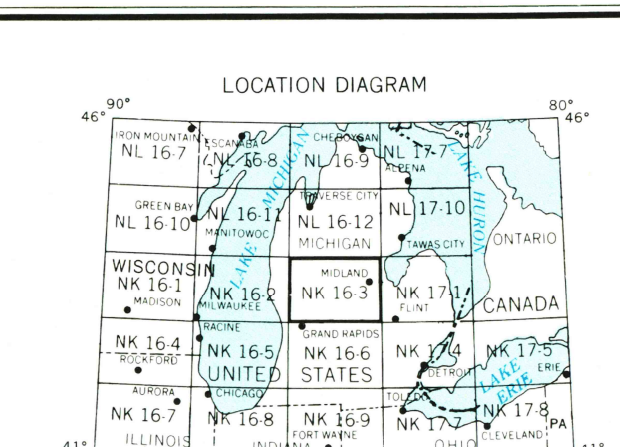 LOCATION DIAGRAM
90° 80°
46° 46°
IRON MOUNTAIN ESCANABA CHEBOYGAN
NL 16-7 NL 16-8 NL 16-9 NL 17-7
ALPENA
LAKE MICHIGAN
LAKE HURON
GREEN BAY TRAVERSE CITY
NL 16-10 NL 16-11 NL 16-12 NL 17-10
MANITOWOC MICHIGAN TAWAS CITY ONTARIO
WISCONSIN MIDLAND
NK 16-1 NK 16-2 NK 16-3 NK 17-1
MADISON MILWAUKEE FLINT CANADA
RACINE GRAND RAPIDS
NK 16-4 NK 16-5 NK 16-6 NK 17-4 NK 17-5
ROCKFORD UNITED STATES DETROIT ERIE
LAKE ERIE
AURORA CHICAGO TOLEDO
NK 16-7 NK 16-8 NK 16-9 NK 17-7 NK 17-8 PA
FORT WAYNE CLEVELAND
41° ILLINOIS INDIANA OHIO